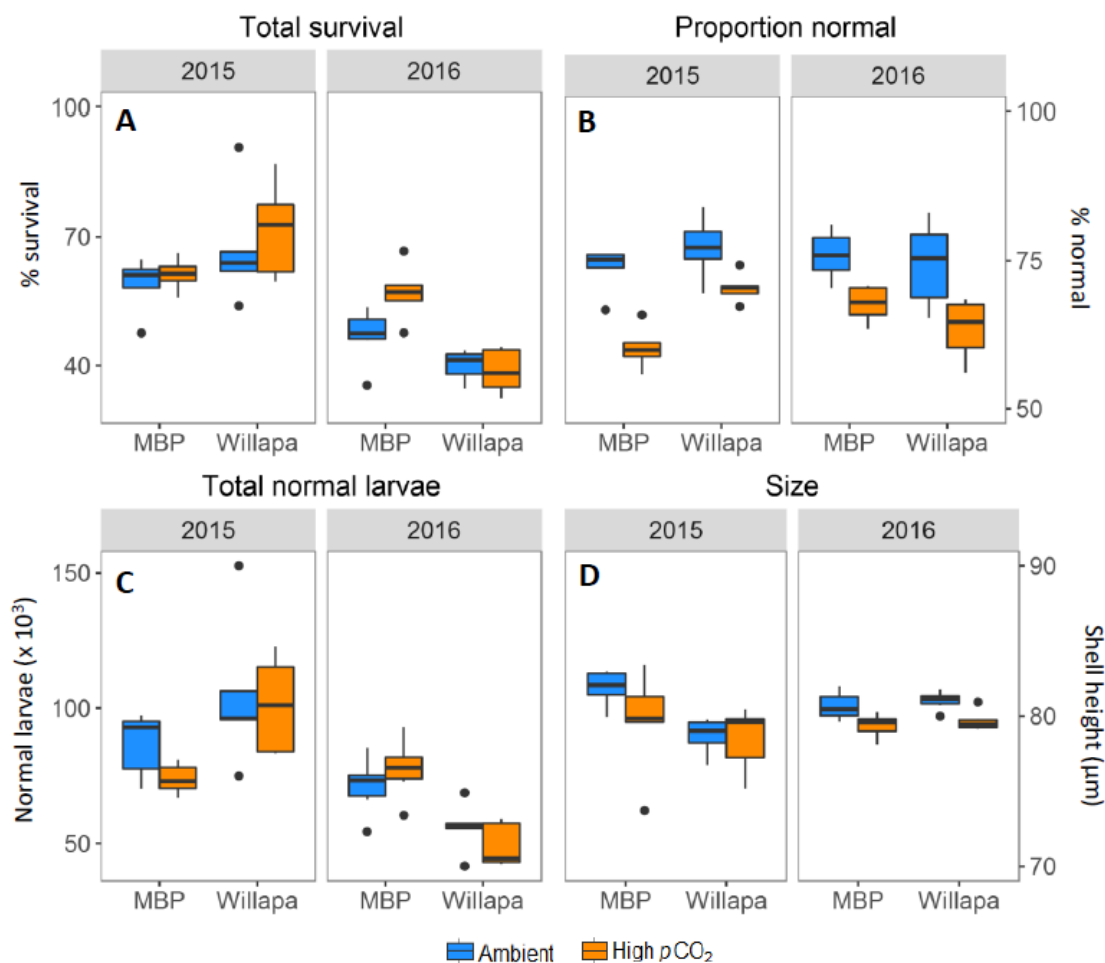 Total survival
Proportion normal
2015
2016
2015
2016
A
B
100
70
40
% survival
100
75
50
% normal
MBP
Willapa
MBP
Willapa
MBP
Willapa
MBP
Willapa
Total normal larvae
Size
2015
2016
2015
2016
C
D
150
100
50
Normal larvae (x 10³)
90
80
70
Shell height (µm)
MBP
Willapa
MBP
Willapa
MBP
Willapa
MBP
Willapa
Ambient
High pCO₂